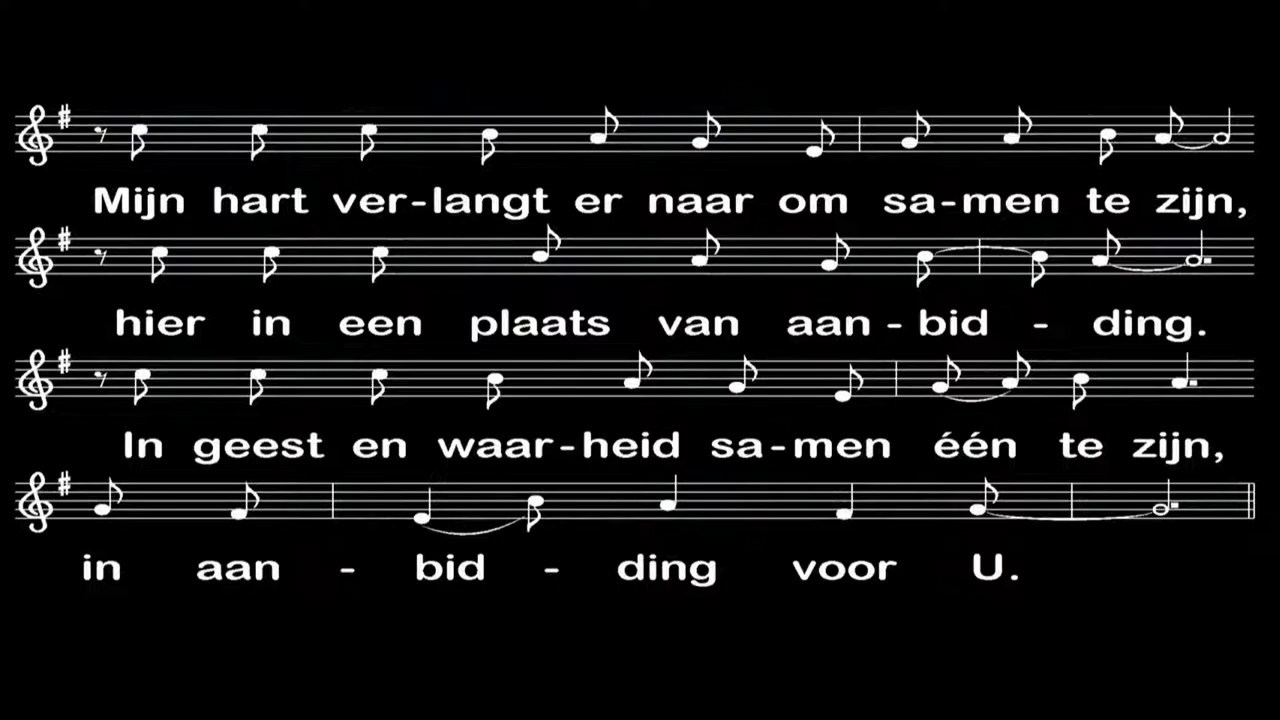 Mijn hart ver-langt er naar om sa-men te zijn,
hier in een plaats van aan-bid - ding.
In geest en waar-heid sa-men één te zijn,
in aan - bid - ding voor U.